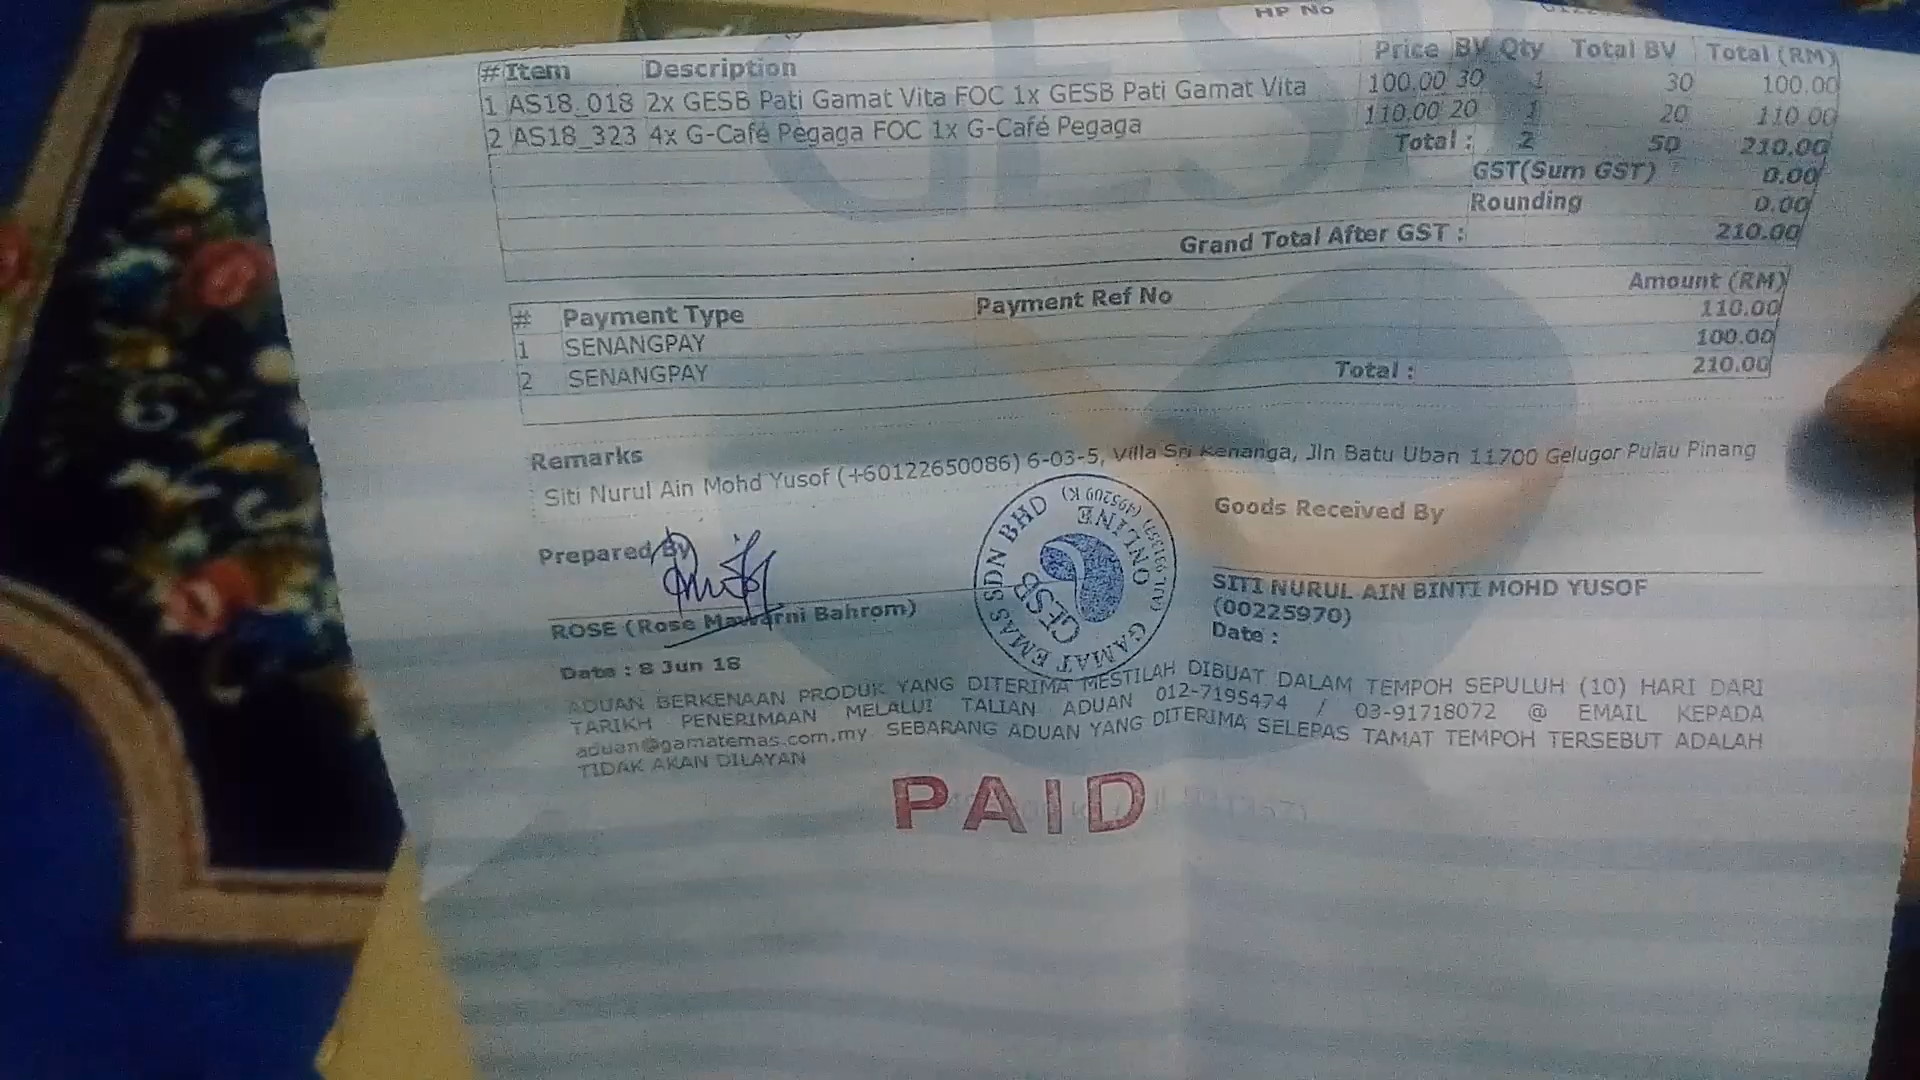 HP No
# Item Description Price BV Qty Total BV Total (RM)
1 AS18_018 2x GESB Pati Gamat Vita FOC 1x GESB Pati Gamat Vita 100.00 30 1 30 100.00
2 AS18_323 4x G-Café Pegaga FOC 1x G-Café Pegaga 110.00 20 1 20 110.00
Total : 2 50 210.00
GST(Sum GST) 0.00
Rounding 0.00
Grand Total After GST : 210.00
# Payment Type Payment Ref No Amount (RM)
1 SENANGPAY 110.00
2 SENANGPAY 100.00
Total : 210.00
Remarks
Siti Nurul Ain Mohd Yusof (+60122650086) 6-03-5, Villa Sri Kenanga, Jln Batu Uban 11700 Gelugor Pulau Pinang
Prepared By
Goods Received By
ROSE (Rose Mawarni Bahrom)
Date : 8 Jun 18
SITI NURUL AIN BINTI MOHD YUSOF
(00225970)
Date :
GAMAT EMAS SDN BHD
GESB
ONLINE
ADUAN BERKENAAN PRODUK YANG DITERIMA MESTILAH DIBUAT DALAM TEMPOH SEPULUH (10) HARI DARI
TARIKH PENERIMAAN MELALUI TALIAN ADUAN 012-7195474 / 03-91718072 @ EMAIL KEPADA
aduan@gamatemas.com.my SEBARANG ADUAN YANG DITERIMA SELEPAS TAMAT TEMPOH TERSEBUT ADALAH
TIDAK AKAN DILAYAN
PAID
GESB